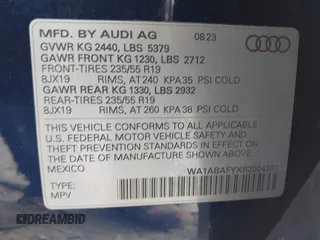 MFD. BY AUDI AG 08 23
GVWR KG 2440, LBS 5379
GAWR FRONT KG 1230, LBS 2712
FRONT-TIRES 235/55 R19
8JX19 RIMS, AT 240 KPA 35 PSI COLD
GAWR REAR KG 1330, LBS 2932
REAR-TIRES 235/55 R19
8JX19 RIMS, AT 260 KPA 38 PSI COLD
THIS VEHICLE CONFORMS TO ALL APPLICABLE
U.S. FEDERAL MOTOR VEHICLE SAFETY
STANDARDS IN EFFECT ON THE DATE OF
MANUFACTURE SHOWN ABOVE.
MEXICO
TYPE:
MPV
DREAMBID